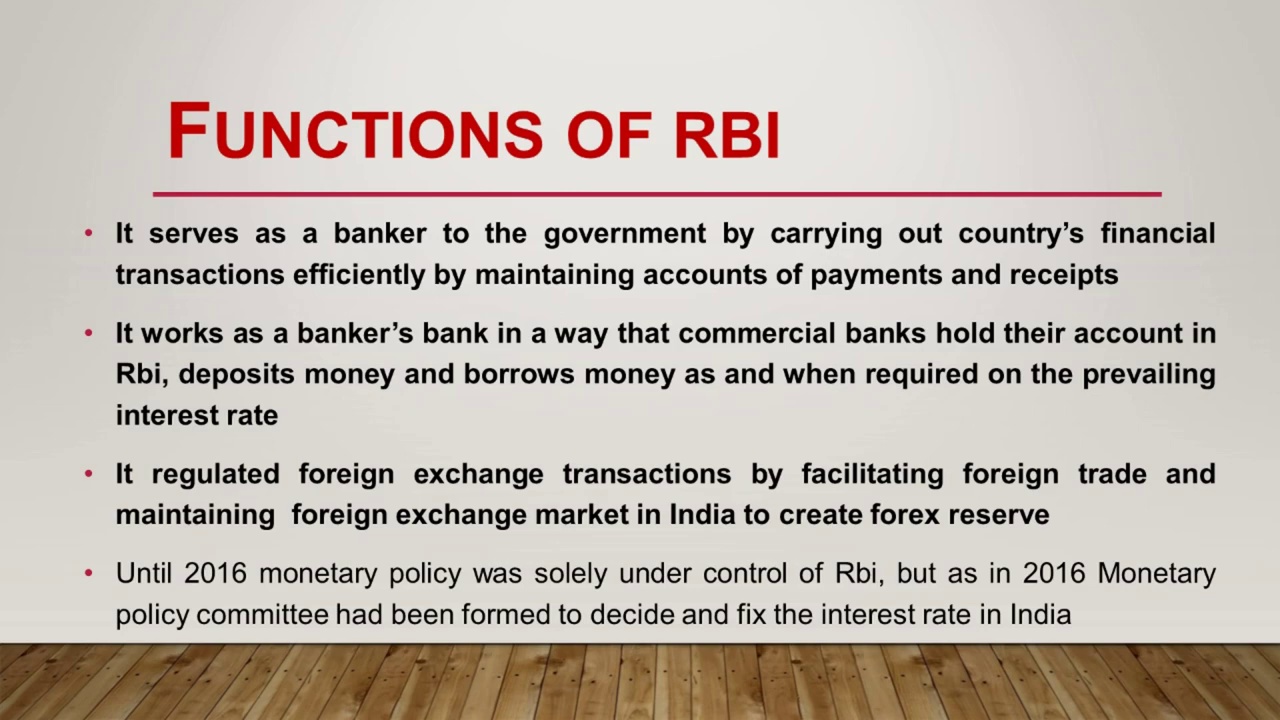 FUNCTIONS OF RBI
• It serves as a banker to the government by carrying out country’s financial
transactions efficiently by maintaining accounts of payments and receipts
• It works as a banker’s bank in a way that commercial banks hold their account in
Rbi, deposits money and borrows money as and when required on the prevailing
interest rate
• It regulated foreign exchange transactions by facilitating foreign trade and
maintaining foreign exchange market in India to create forex reserve
• Until 2016 monetary policy was solely under control of Rbi, but as in 2016 Monetary
policy committee had been formed to decide and fix the interest rate in India